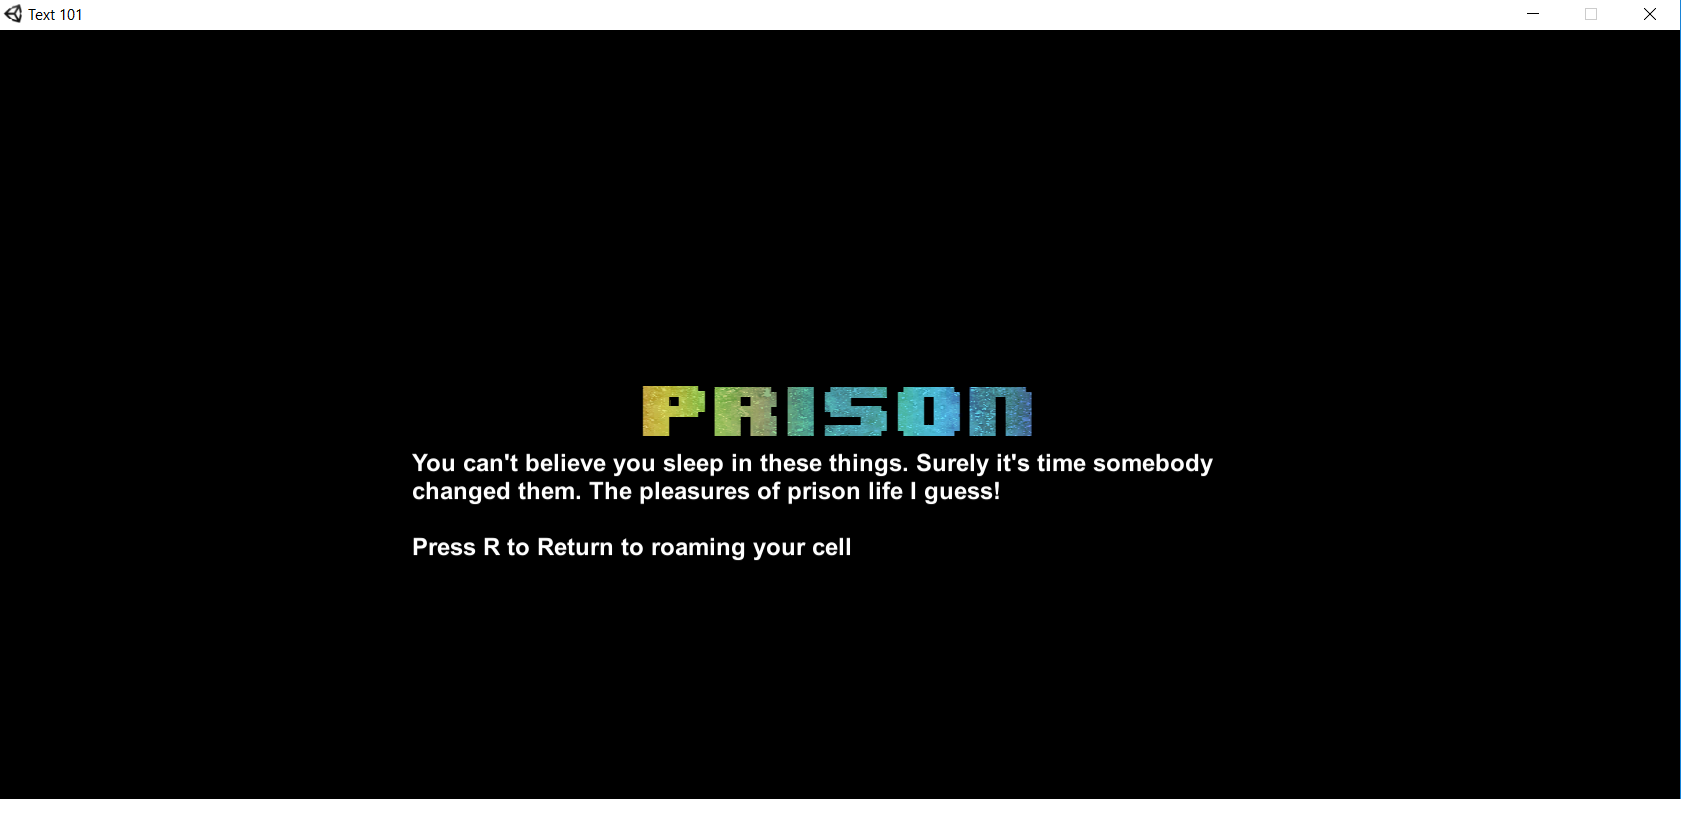 Text 101
PRISON
You can't believe you sleep in these things. Surely it's time somebody
changed them. The pleasures of prison life I guess!
Press R to Return to roaming your cell